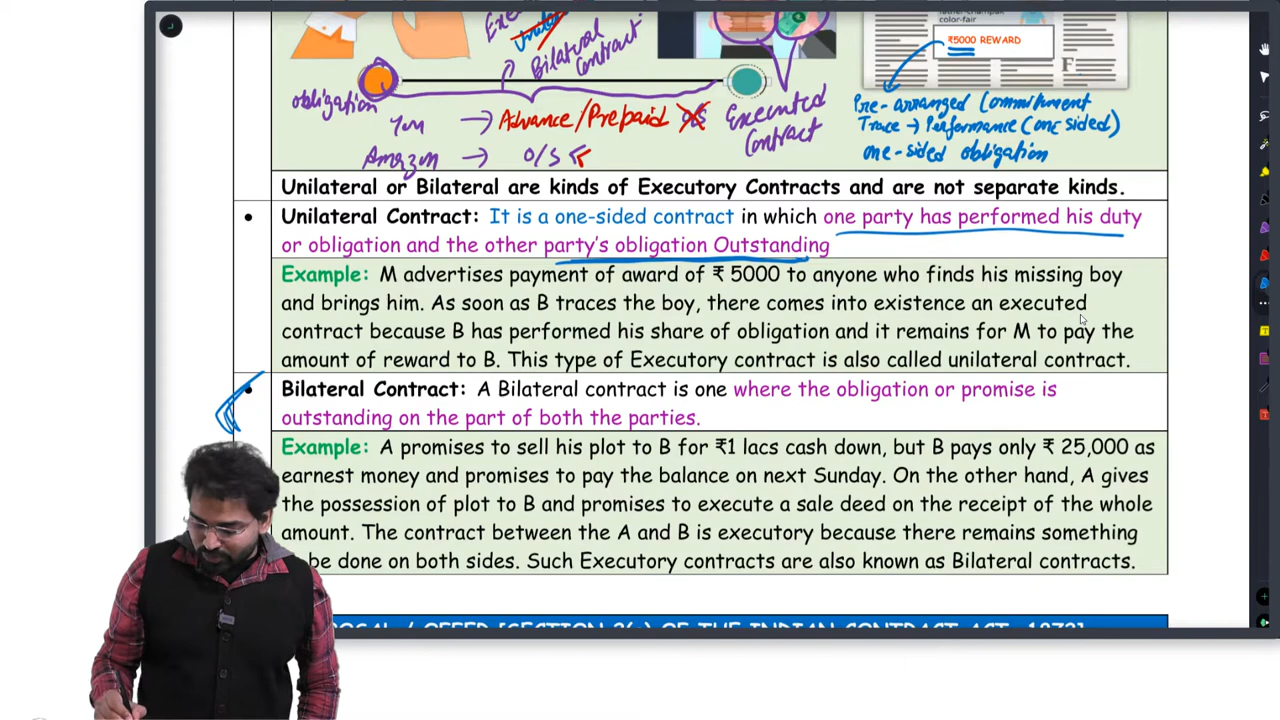 Bilateral
Contract
obligation
You → Advance/Prepaid
Amazon → O/S
Executed
Contract
color-fair
₹5000 REWARD
F
Pre-arranged Commitment
Trace → Performance (one sided)
one-sided obligation
Unilateral or Bilateral are kinds of Executory Contracts and are not separate kinds.
• Unilateral Contract: It is a one-sided contract in which one party has performed his duty
or obligation and the other party's obligation Outstanding
Example: M advertises payment of award of ₹ 5000 to anyone who finds his missing boy
and brings him. As soon as B traces the boy, there comes into existence an executed
contract because B has performed his share of obligation and it remains for M to pay the
amount of reward to B. This type of Executory contract is also called unilateral contract.
• Bilateral Contract: A Bilateral contract is one where the obligation or promise is
outstanding on the part of both the parties.
Example: A promises to sell his plot to B for ₹1 lacs cash down, but B pays only ₹ 25,000 as
earnest money and promises to pay the balance on next Sunday. On the other hand, A gives
the possession of plot to B and promises to execute a sale deed on the receipt of the whole
amount. The contract between the A and B is executory because there remains something
be done on both sides. Such Executory contracts are also known as Bilateral contracts.
OFFER [SECTION OF THE INDIAN CONTRACT ACT, 1872]